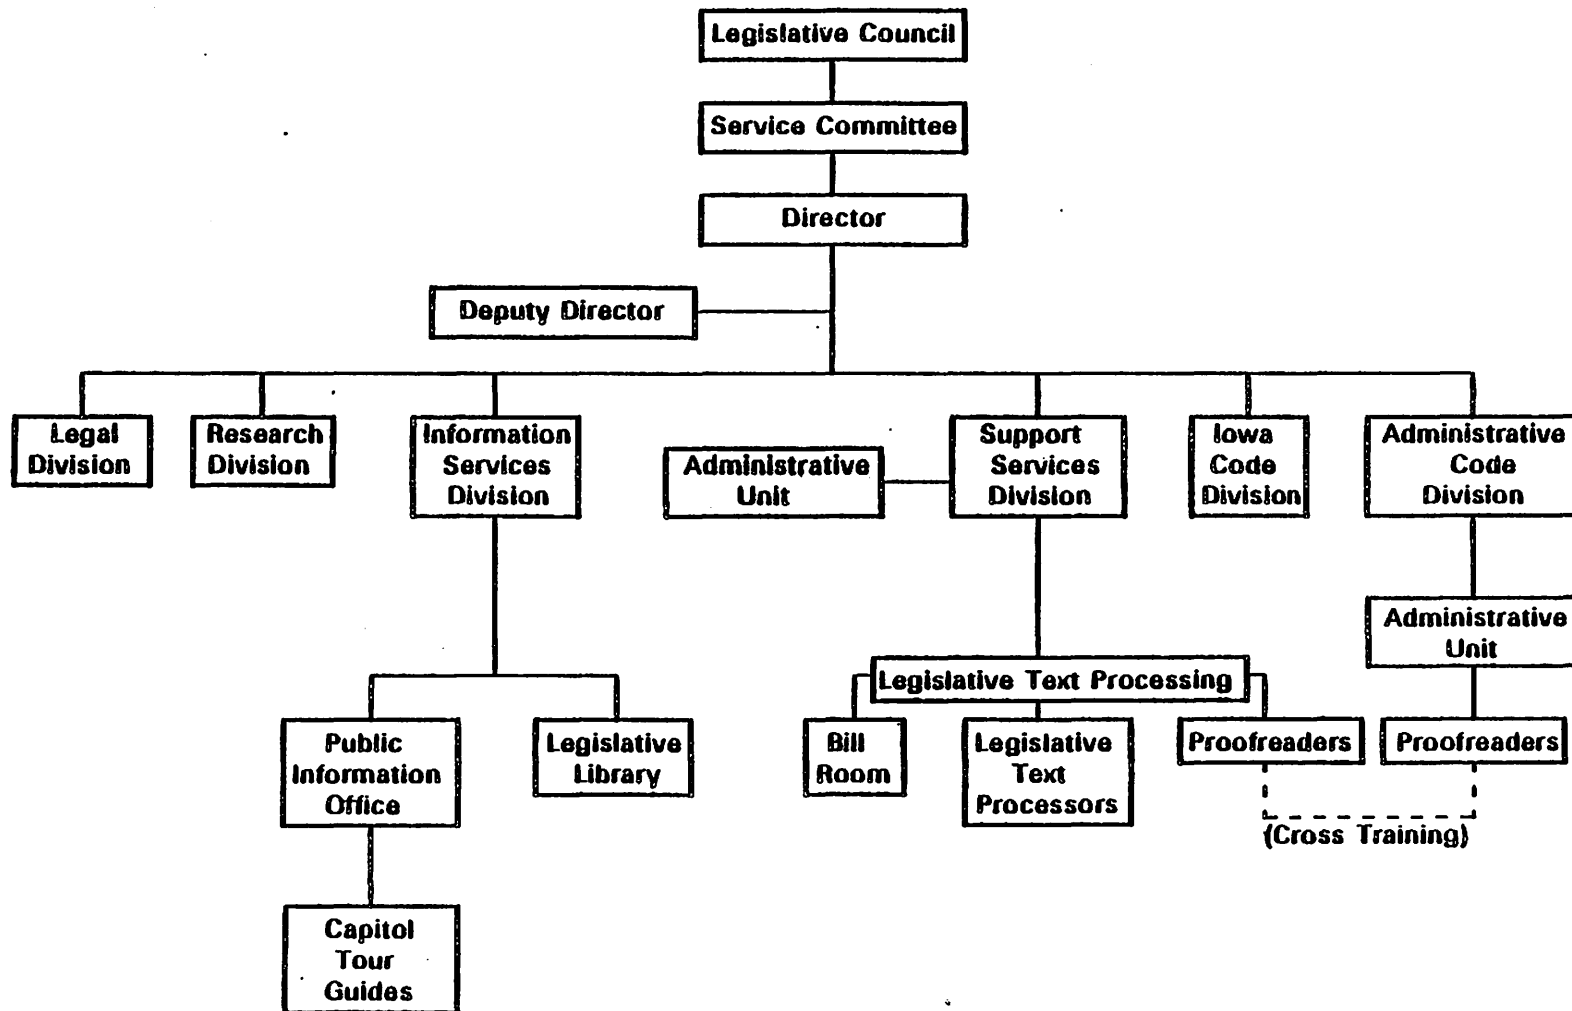 Legislative Council
Service Committee
Director
Deputy Director
Legal
Division
Research
Division
Information
Services
Division
Administrative
Unit
Support
Services
Division
Iowa
Code
Division
Administrative
Code
Division
Administrative
Unit
Legislative Text Processing
Public
Information
Office
Legislative
Library
Bill
Room
Legislative
Text
Processors
Proofreaders
Proofreaders
(Cross Training)
Capitol
Tour
Guides